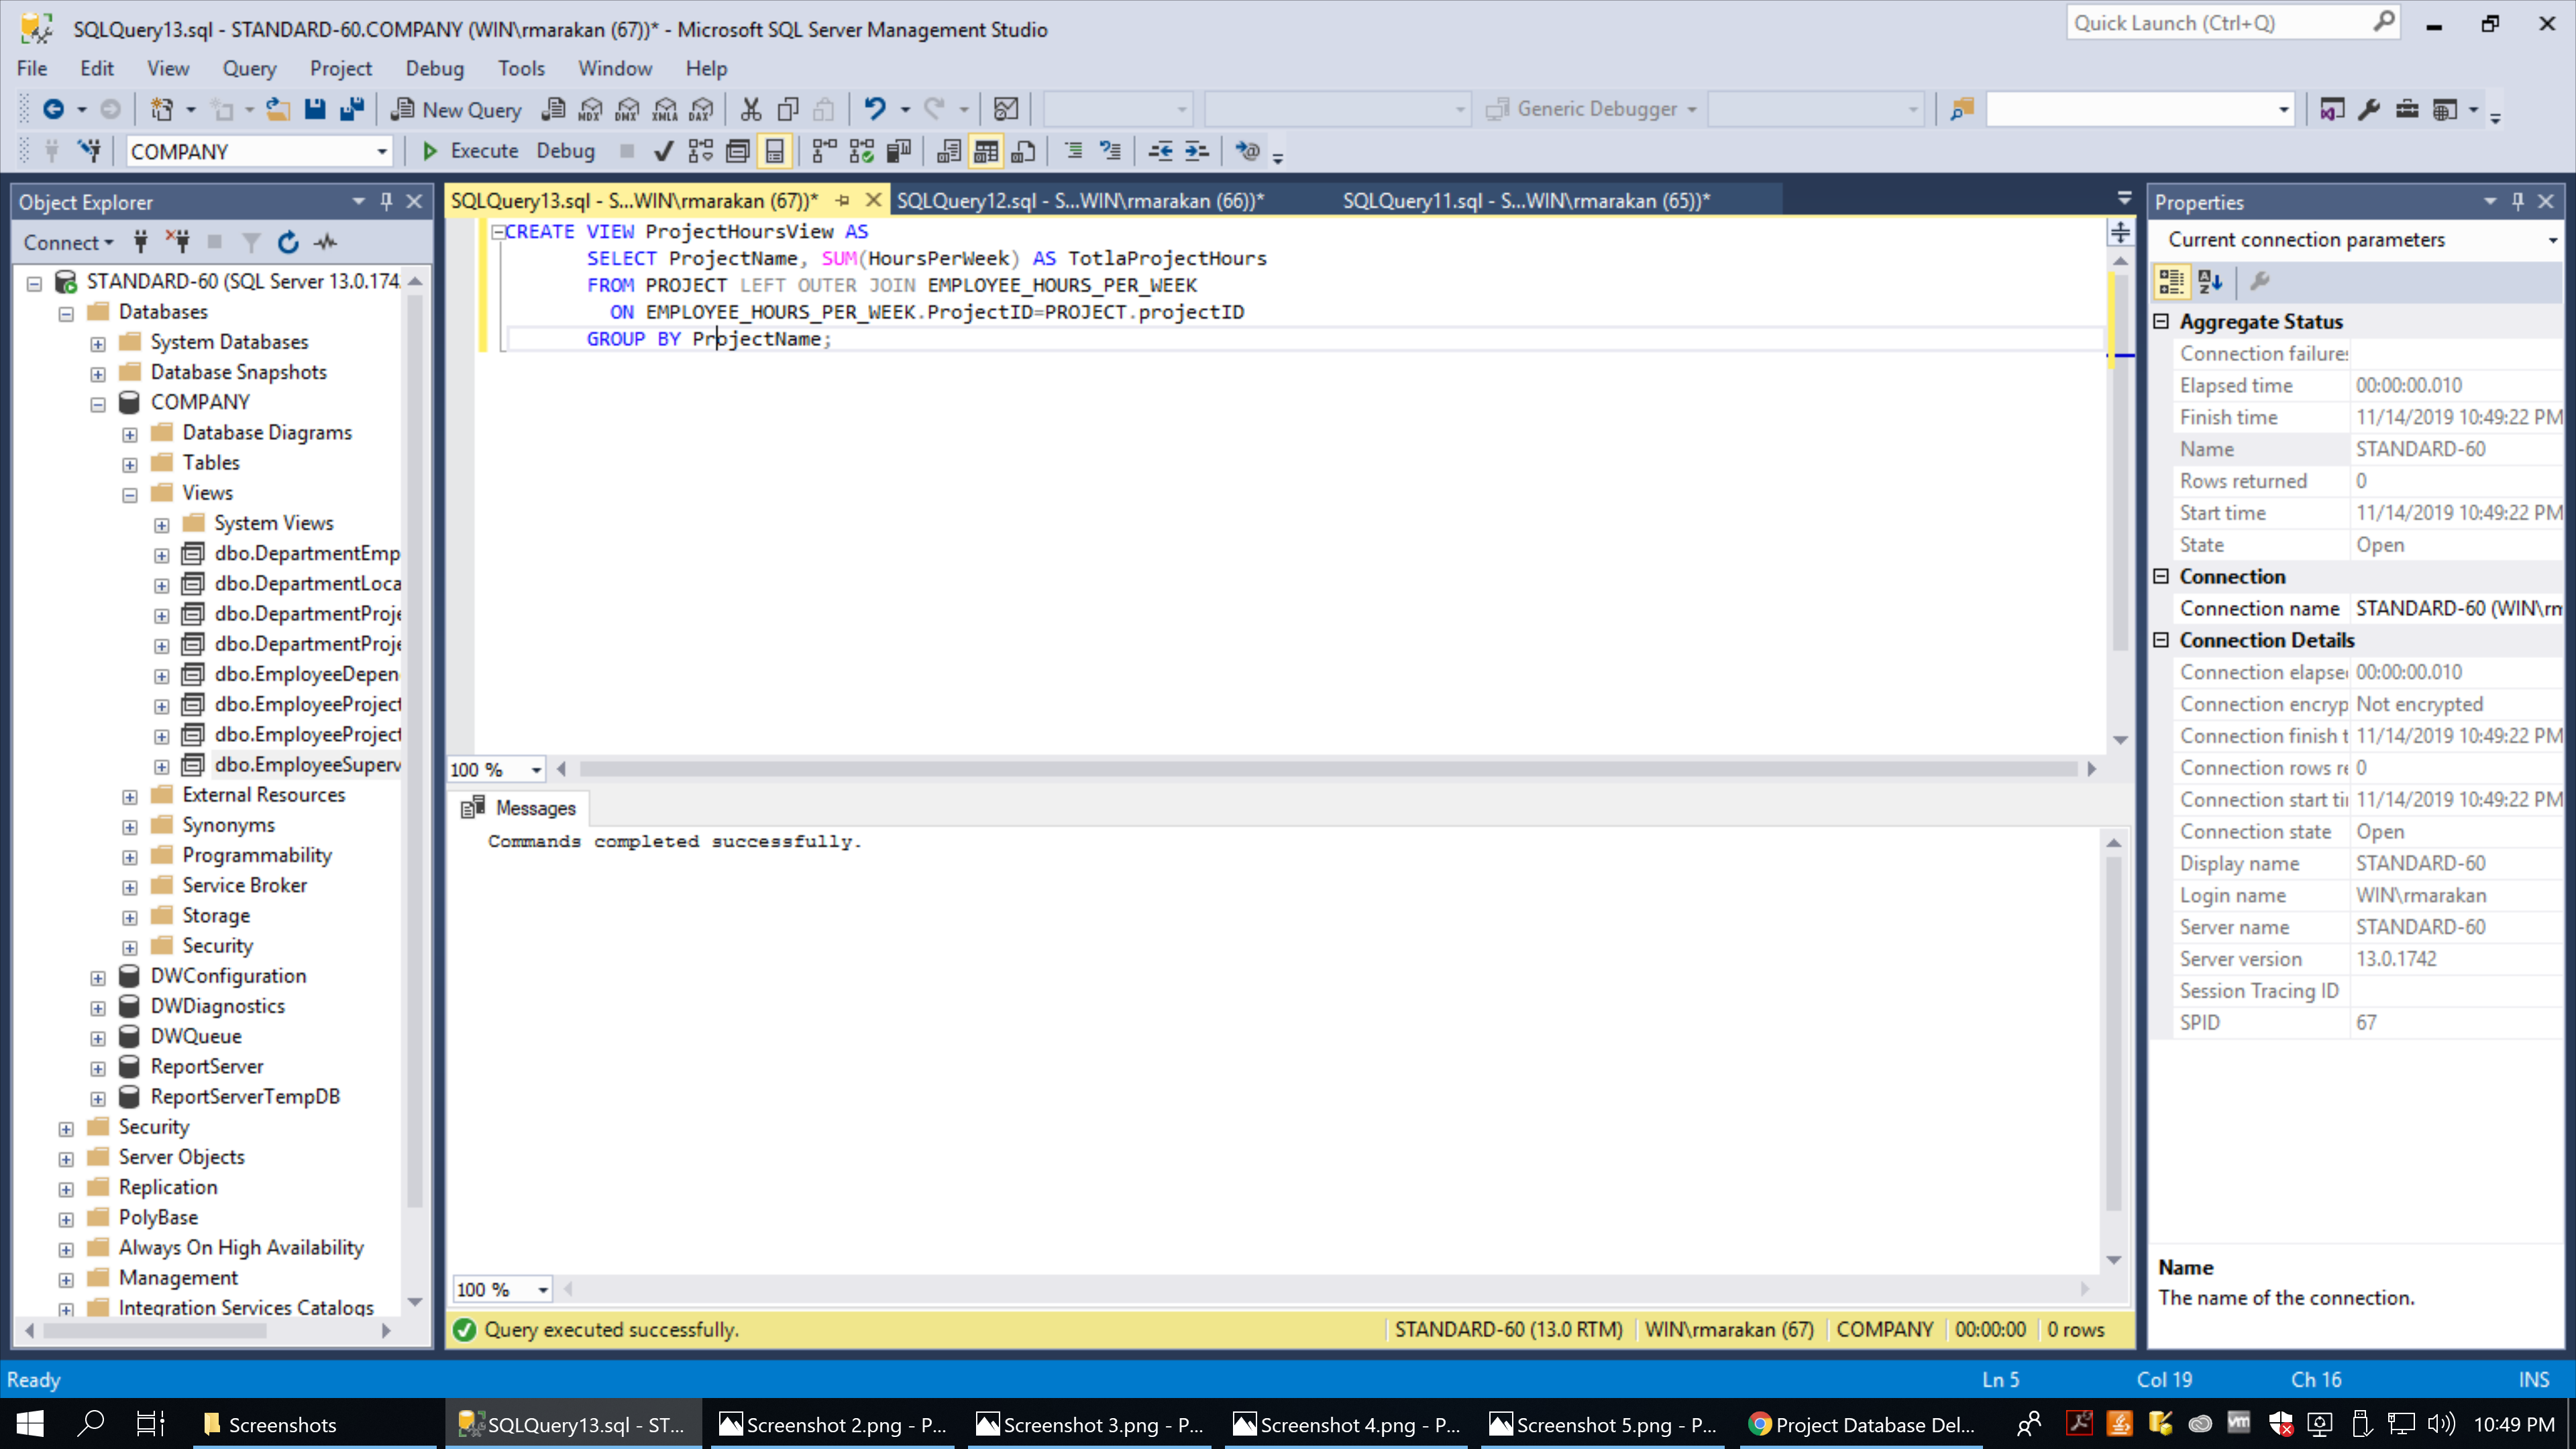 SQLQuery13.sql - STANDARD-60.COMPANY (WIN\rmarakan (67))* - Microsoft SQL Server Management Studio
Quick Launch (Ctrl+Q)
File Edit View Query Project Debug Tools Window Help
New Query MDX DMX XMLA DAX Generic Debugger
COMPANY Execute Debug
Object Explorer
Connect
STANDARD-60 (SQL Server 13.0.174
Databases
System Databases
Database Snapshots
COMPANY
Database Diagrams
Tables
Views
System Views
dbo.DepartmentEmp
dbo.DepartmentLoca
dbo.DepartmentProje
dbo.DepartmentProje
dbo.EmployeeDepen
dbo.EmployeeProject
dbo.EmployeeProject
dbo.EmployeeSuperv
External Resources
Synonyms
Programmability
Service Broker
Storage
Security
DWConfiguration
DWDiagnostics
DWQueue
ReportServer
ReportServerTempDB
Security
Server Objects
Replication
PolyBase
Always On High Availability
Management
Integration Services Catalogs
SQLQuery13.sql - S...WIN\rmarakan (67))* SQLQuery12.sql - S...WIN\rmarakan (66))* SQLQuery11.sql - S...WIN\rmarakan (65))*
CREATE VIEW ProjectHoursView AS
SELECT ProjectName, SUM(HoursPerWeek) AS TotlaProjectHours
FROM PROJECT LEFT OUTER JOIN EMPLOYEE_HOURS_PER_WEEK
ON EMPLOYEE_HOURS_PER_WEEK.ProjectID=PROJECT.projectID
GROUP BY ProjectName;
100 %
Messages
Commands completed successfully.
100 %
Query executed successfully. STANDARD-60 (13.0 RTM) WIN\rmarakan (67) COMPANY 00:00:00 0 rows
Properties
Current connection parameters
Aggregate Status
Connection failures
Elapsed time 00:00:00.010
Finish time 11/14/2019 10:49:22 PM
Name STANDARD-60
Rows returned 0
Start time 11/14/2019 10:49:22 PM
State Open
Connection
Connection name STANDARD-60 (WIN\rm
Connection Details
Connection elapse 00:00:00.010
Connection encryp Not encrypted
Connection finish t 11/14/2019 10:49:22 PM
Connection rows re 0
Connection start tii 11/14/2019 10:49:22 PM
Connection state Open
Display name STANDARD-60
Login name WIN\rmarakan
Server name STANDARD-60
Server version 13.0.1742
Session Tracing ID
SPID 67
Name
The name of the connection.
Ready Ln 5 Col 19 Ch 16 INS
Screenshots SQLQuery13.sql - ST... Screenshot 2.png - P... Screenshot 3.png - P... Screenshot 4.png - P... Screenshot 5.png - P... Project Database Del... vm 10:49 PM